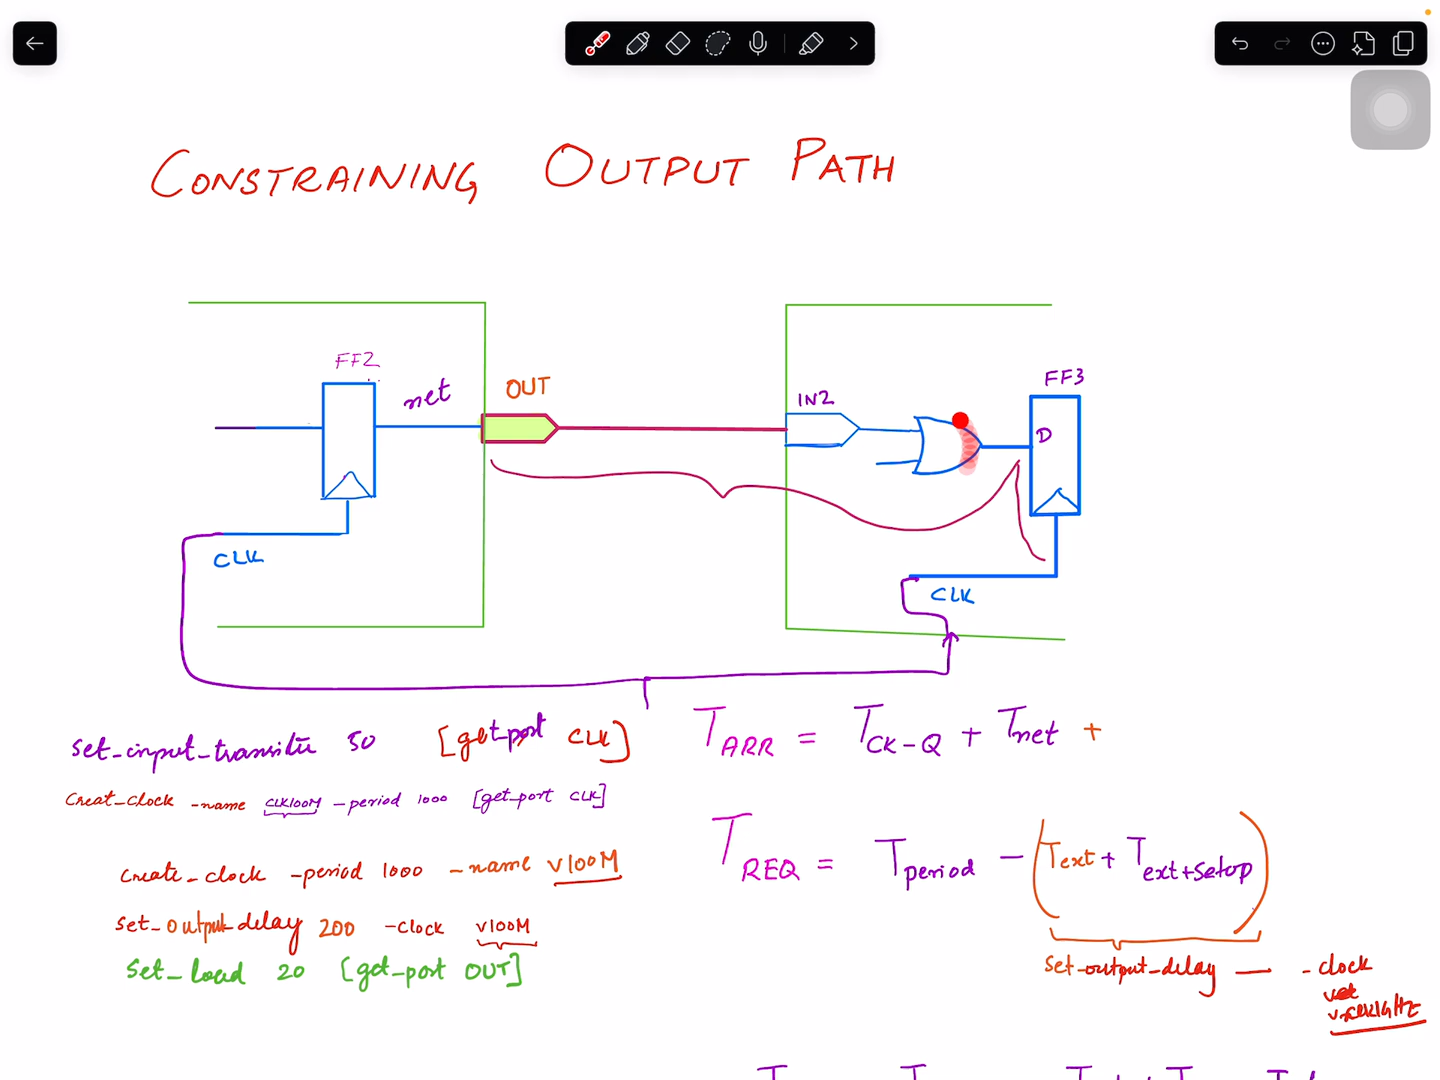 CONSTRAINING OUTPUT PATH
FF2
net
OUT
IN2
FF3
D
CLK
CLK
set_input_transition 50 [get_port CLK]
Creat_clock -name CLK100M -period 1000 [get_port CLK]
Create_clock -period 1000 -name V100M
set_output_delay 200 -clock V100M
set_load 20 [get_port OUT]
TARR = TCK-Q + Tnet +
TREQ = Tperiod - (Text + Text+setup)
set_output_delay — -clock